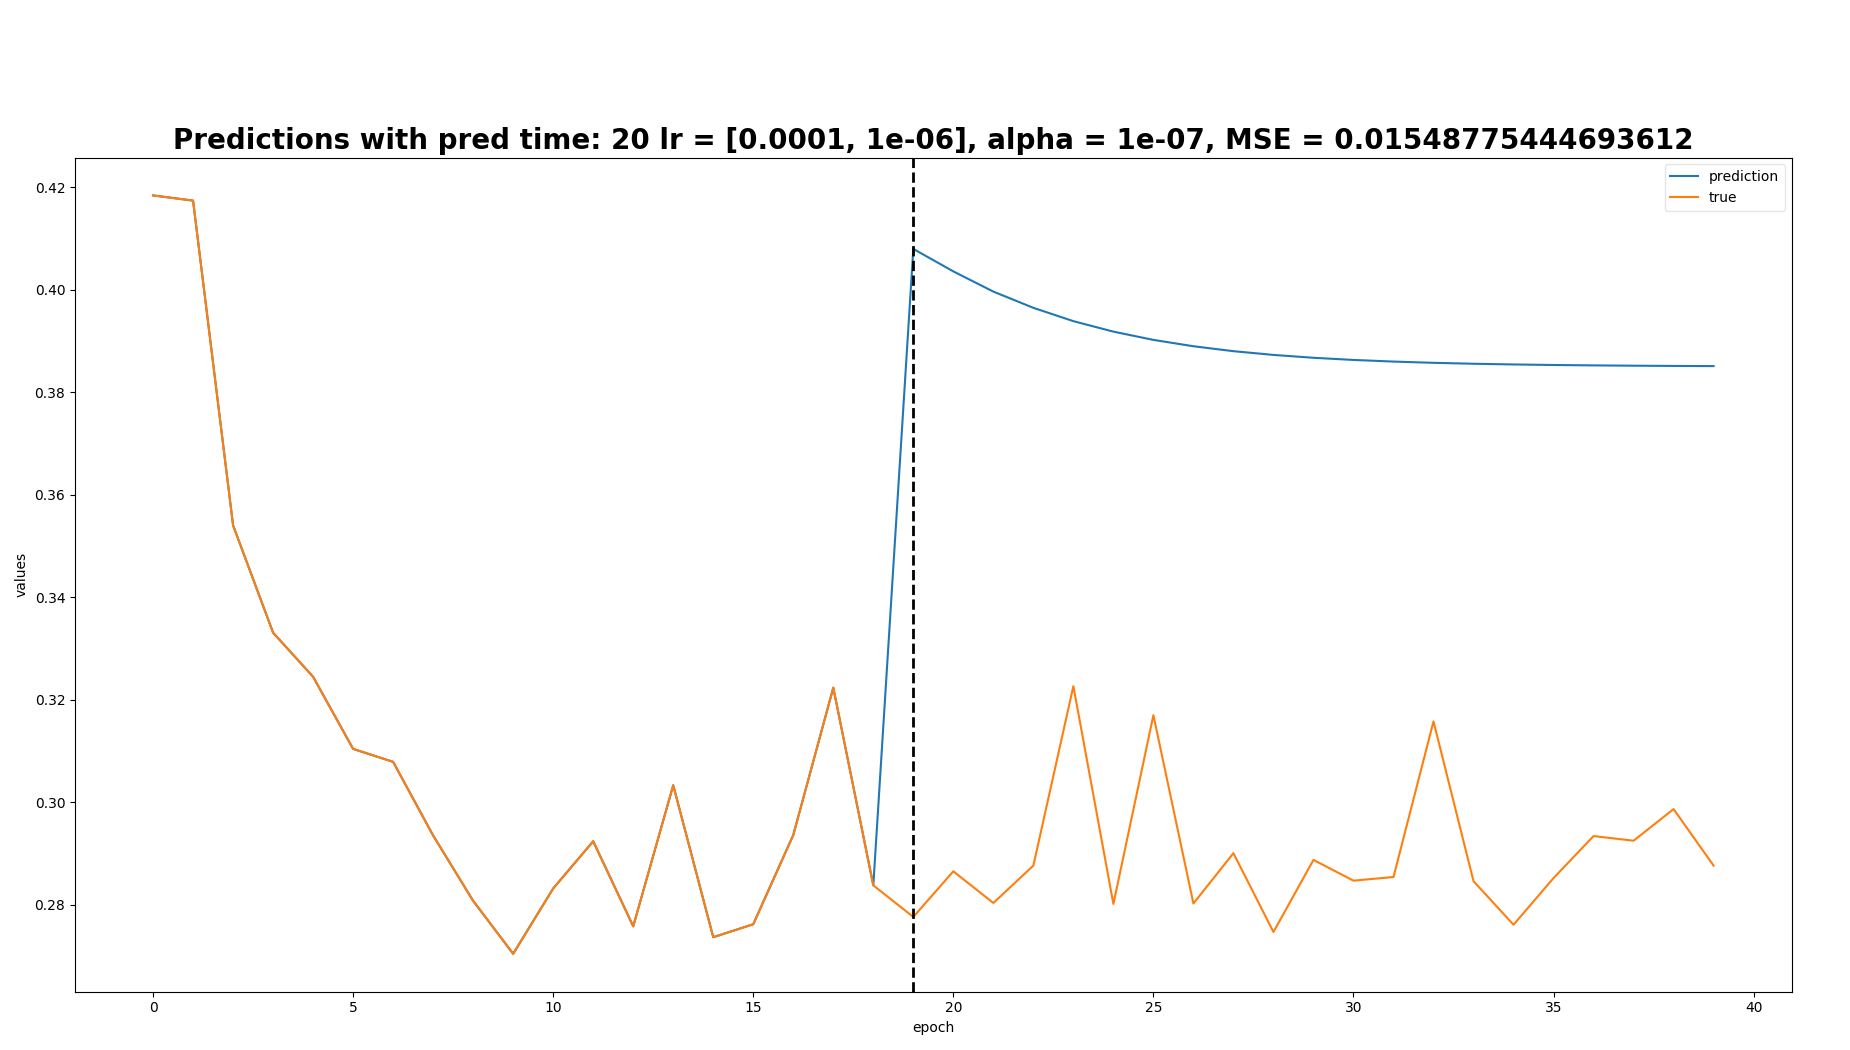 Predictions with pred time: 20 lr = [0.0001, 1e-06], alpha = 1e-07, MSE = 0.01548775444693612
prediction
true
0.42
0.40
0.38
0.36
0.34
0.32
0.30
0.28
values
0 5 10 15 20 25 30 35 40
epoch